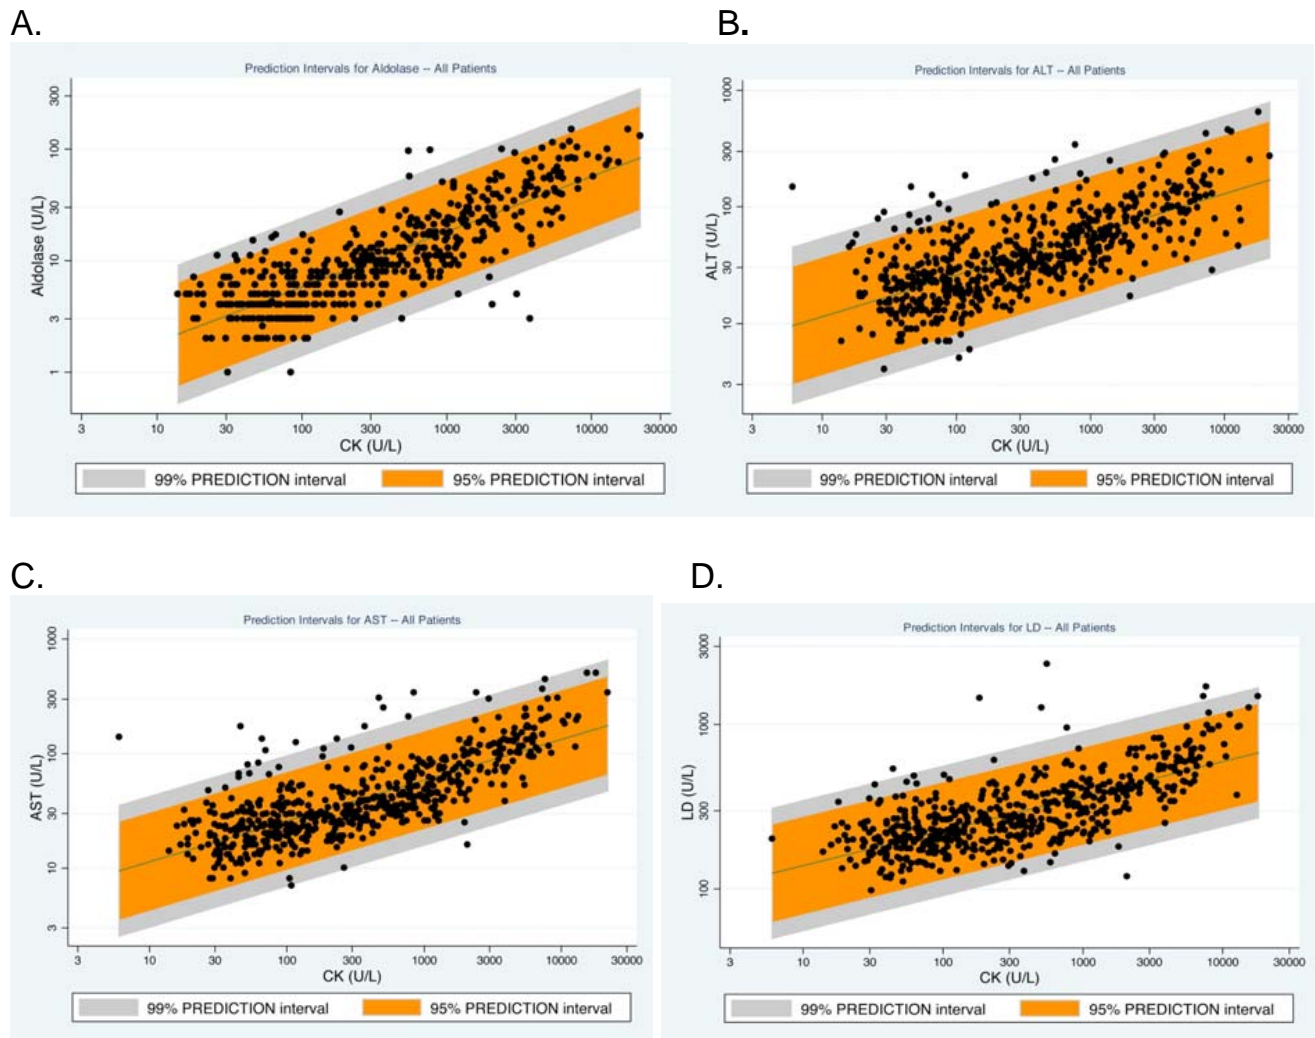 A.
B.
Prediction Intervals for Aldolase -- All Patients
Aldolase (U/L)
300
100
30
10
3
1
3 10 30 100 300 1000 3000 10000 30000
CK (U/L)
99% PREDICTION interval 95% PREDICTION interval
Prediction Intervals for ALT -- All Patients
ALT (U/L)
1000
300
100
30
10
3
3 10 30 100 300 1000 3000 10000 30000
CK (U/L)
99% PREDICTION interval 95% PREDICTION interval
C.
D.
Prediction Intervals for AST -- All Patients
AST (U/L)
1000
300
100
30
10
3
3 10 30 100 300 1000 3000 10000 30000
CK (U/L)
99% PREDICTION interval 95% PREDICTION interval
Prediction Intervals for LD -- All Patients
LD (U/L)
3000
1000
300
100
3 10 30 100 300 1000 3000 10000 30000
CK (U/L)
99% PREDICTION interval 95% PREDICTION interval